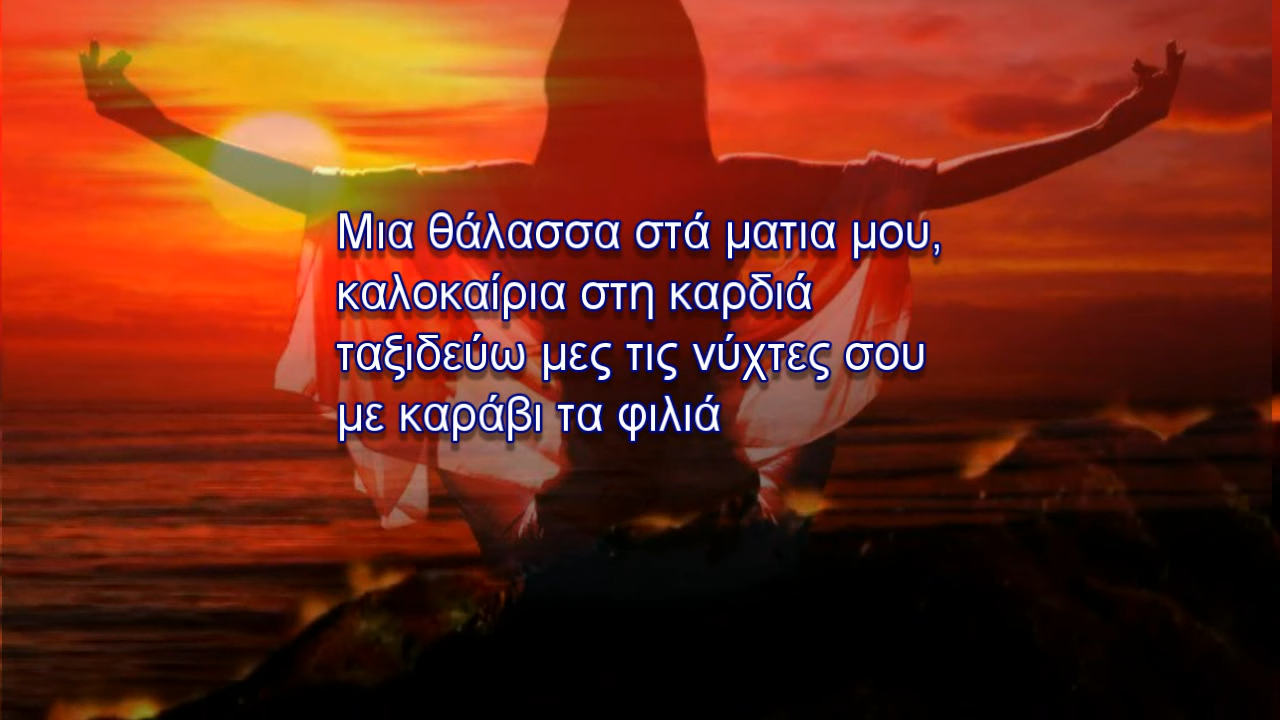 Μια θάλασσα στά ματια μου,
καλοκαίρια στη καρδιά
ταξιδεύω μες τις νύχτες σου
με καράβι τα φιλιά